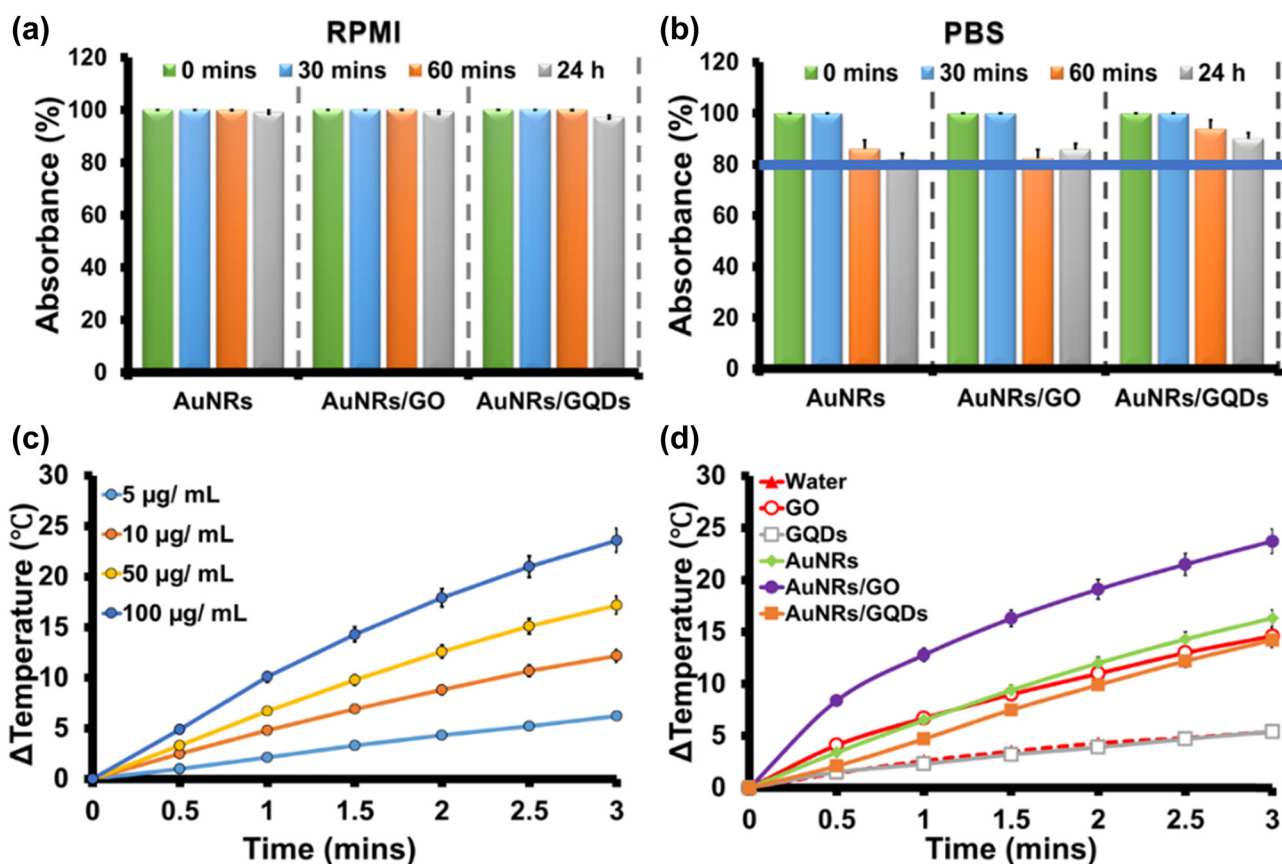 (a)
RPMI
0 mins 30 mins 60 mins 24 h
Absorbance (%)
120
100
80
60
40
20
0
AuNRs AuNRs/GO AuNRs/GQDs
(b)
PBS
0 mins 30 mins 60 mins 24 h
Absorbance (%)
120
100
80
60
40
20
0
AuNRs AuNRs/GO AuNRs/GQDs
(c)
5 µg/ mL
10 µg/ mL
50 µg/ mL
100 µg/ mL
ΔTemperature (℃)
30
25
20
15
10
5
0
0 0.5 1 1.5 2 2.5 3
Time (mins)
(d)
Water
GO
GQDs
AuNRs
AuNRs/GO
AuNRs/GQDs
ΔTemperature (℃)
30
25
20
15
10
5
0
0 0.5 1 1.5 2 2.5 3
Time (mins)